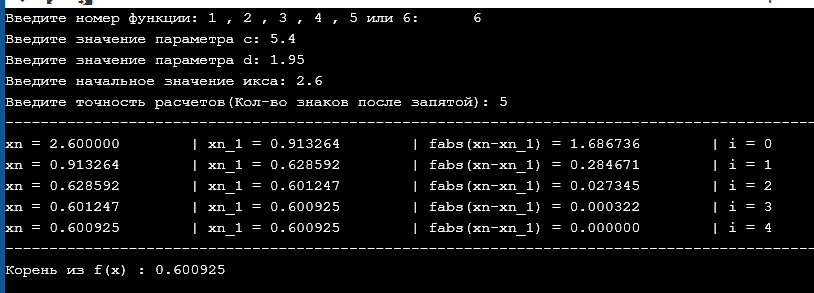 Введите номер функции: 1 , 2 , 3 , 4 , 5 или 6: 6
Введите значение параметра c: 5.4
Введите значение параметра d: 1.95
Введите начальное значение икса: 2.6
Введите точность расчетов(Кол-во знаков после запятой): 5
--------------------------------------------------------------------------------
xn = 2.600000 | xn_1 = 0.913264 | fabs(xn-xn_1) = 1.686736 | i = 0
xn = 0.913264 | xn_1 = 0.628592 | fabs(xn-xn_1) = 0.284671 | i = 1
xn = 0.628592 | xn_1 = 0.601247 | fabs(xn-xn_1) = 0.027345 | i = 2
xn = 0.601247 | xn_1 = 0.600925 | fabs(xn-xn_1) = 0.000322 | i = 3
xn = 0.600925 | xn_1 = 0.600925 | fabs(xn-xn_1) = 0.000000 | i = 4
--------------------------------------------------------------------------------
Корень из f(x) : 0.600925